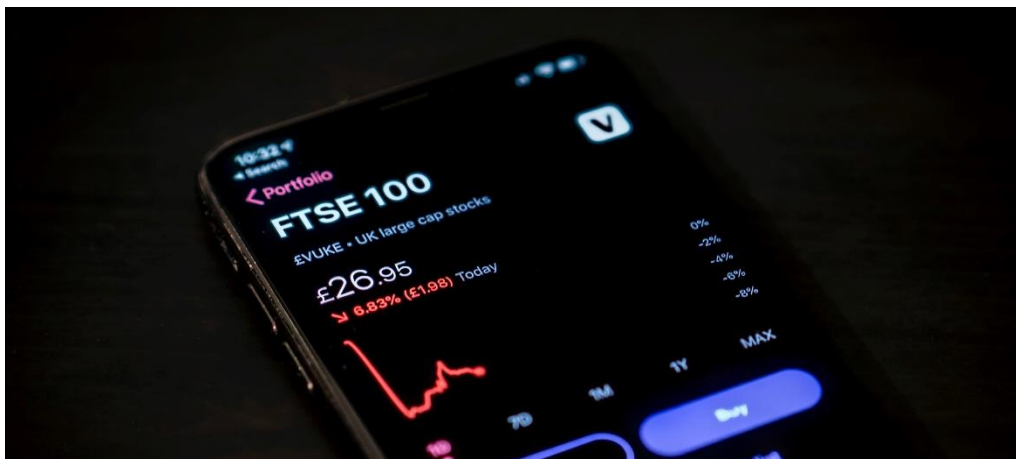 10:32
◀ Search
V
< Portfolio
FTSE 100
£VUKE • UK large cap stocks
£26.95
↘ 6.83% (£1.98) Today
0%
-2%
-4%
-6%
-8%
1D 7D 1M 1Y MAX
Buy